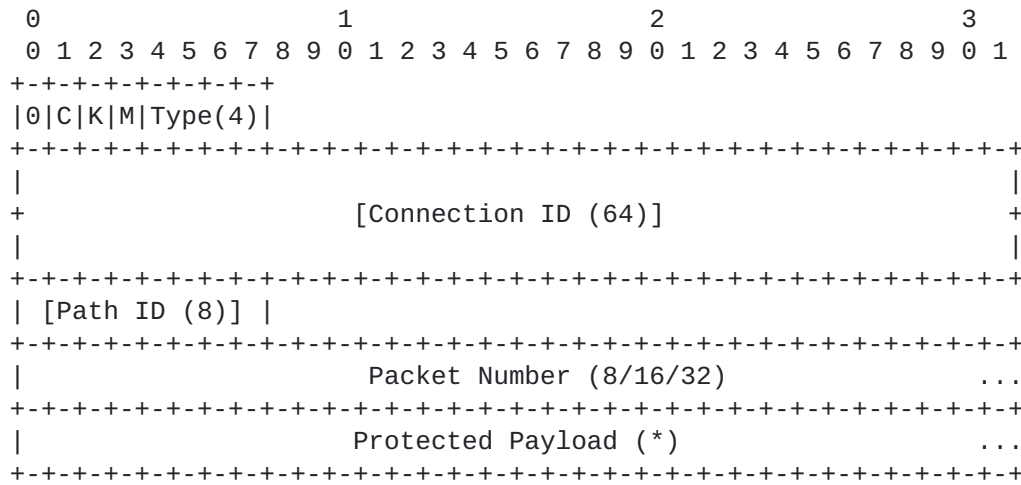 0                   1                   2                   3
 0 1 2 3 4 5 6 7 8 9 0 1 2 3 4 5 6 7 8 9 0 1 2 3 4 5 6 7 8 9 0 1
+-+-+-+-+-+-+-+-+
|0|C|K|M|Type(4)|
+-+-+-+-+-+-+-+-+-+-+-+-+-+-+-+-+-+-+-+-+-+-+-+-+-+-+-+-+-+-+-+-+
|                                                               |
+                     [Connection ID (64)]                      +
|                                                               |
+-+-+-+-+-+-+-+-+-+-+-+-+-+-+-+-+-+-+-+-+-+-+-+-+-+-+-+-+-+-+-+-+
| [Path ID (8)] |
+-+-+-+-+-+-+-+-+-+-+-+-+-+-+-+-+-+-+-+-+-+-+-+-+-+-+-+-+-+-+-+-+
|                      Packet Number (8/16/32)                ...
+-+-+-+-+-+-+-+-+-+-+-+-+-+-+-+-+-+-+-+-+-+-+-+-+-+-+-+-+-+-+-+-+
|                     Protected Payload (*)                   ...
+-+-+-+-+-+-+-+-+-+-+-+-+-+-+-+-+-+-+-+-+-+-+-+-+-+-+-+-+-+-+-+-+